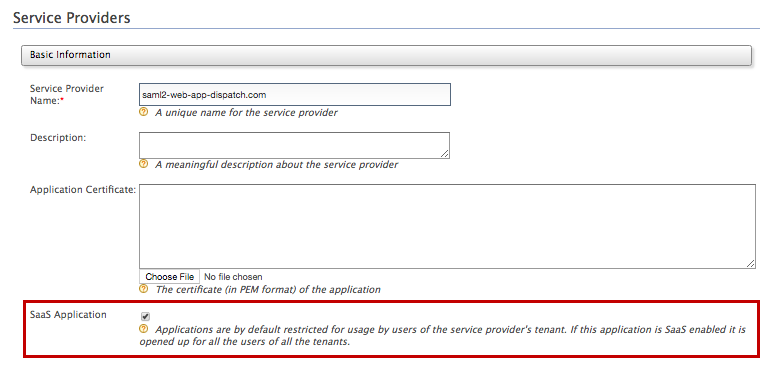 Service Providers
Basic Information
Service Provider
Name:*
saml2-web-app-dispatch.com
? A unique name for the service provider
Description:
? A meaningful description about the service provider
Application Certificate:
Choose File No file chosen
? The certificate (in PEM format) of the application
SaaS Application
? Applications are by default restricted for usage by users of the service provider's tenant. If this application is SaaS enabled it is
opened up for all the users of all the tenants.